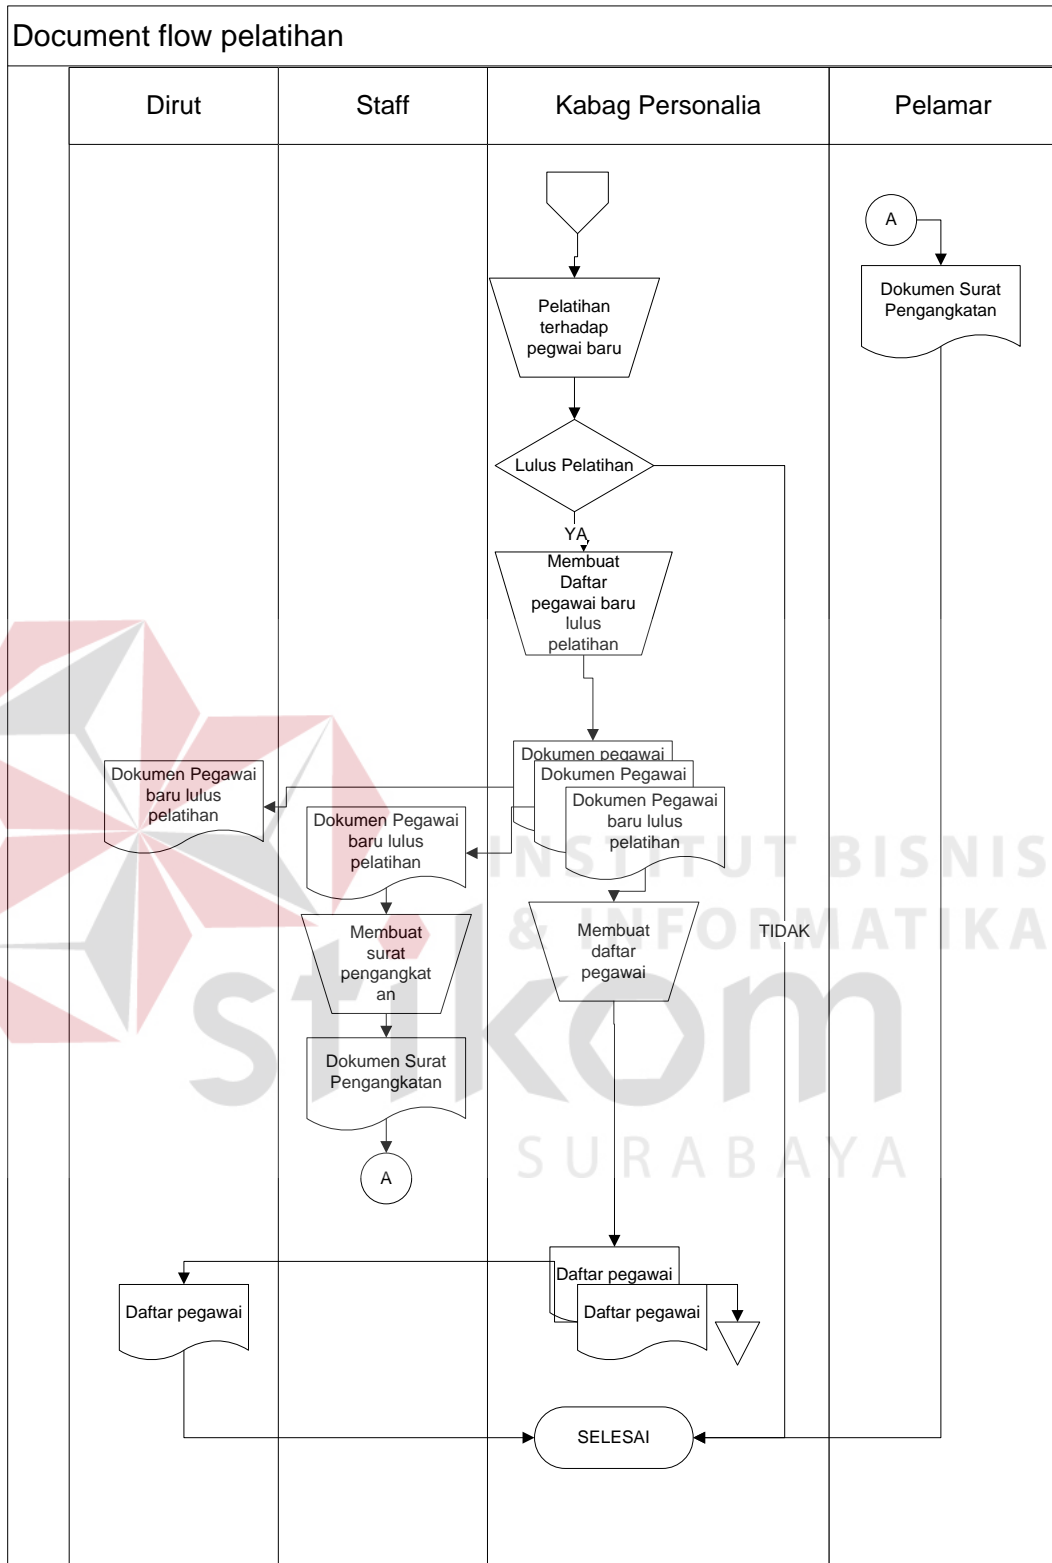 Document flow pelatihan
Dirut
Staff
Kabag Personalia
Pelamar
A
Dokumen Surat
Pengangkatan
Pelatihan
terhadap
pegwai baru
Lulus Pelatihan
YA
Membuat
Daftar
pegawai baru
lulus
pelatihan
Dokumen pegawai
Dokumen Pegawai
Dokumen Pegawai
baru lulus
pelatihan
Dokumen Pegawai
baru lulus
pelatihan
Dokumen Pegawai
baru lulus
pelatihan
INSTITUT BISNIS
& INFORMATIKA
stikom
SURABAYA
TIDAK
Membuat
surat
pengangkat
an
Membuat
daftar
pegawai
Dokumen Surat
Pengangkatan
A
Daftar pegawai
Daftar pegawai
Daftar pegawai
SELESAI